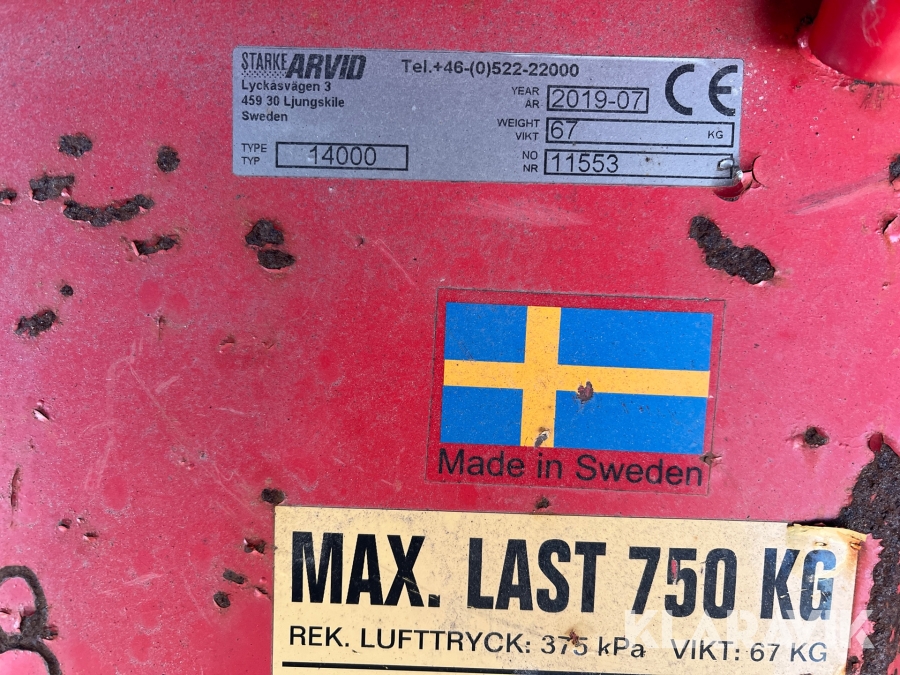 STARKE ARVID
Lyckasvägen 3
459 30 Ljungskile
Sweden
Tel.+46-(0)522-22000
YEAR
ÅR
2019-07
CE
WEIGHT
VIKT
67
KG
TYPE
TYP
14000
NO
NR
11553
Made in Sweden
MAX. LAST 750 KG
REK. LUFTTRYCK: 375 kPa VIKT: 67 KG
KLARAVIK